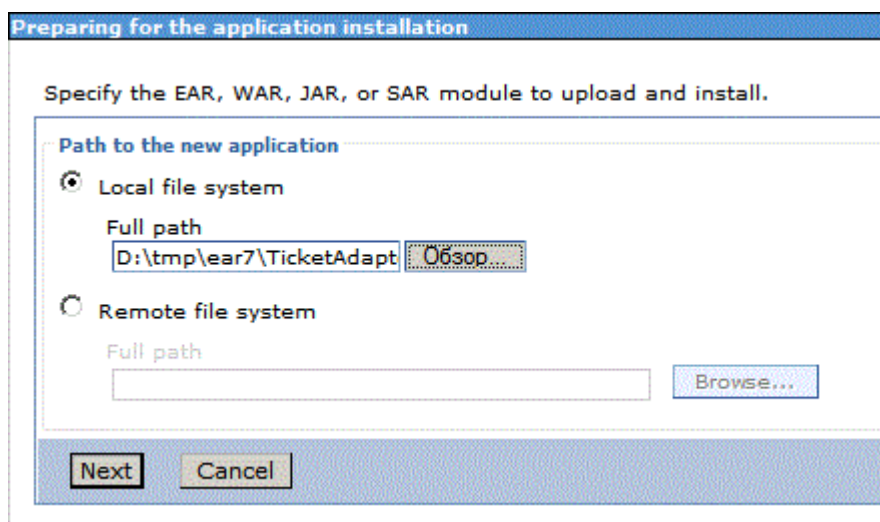 Preparing for the application installation
Specify the EAR, WAR, JAR, or SAR module to upload and install.
Path to the new application
Local file system
Full path
D:\tmp\ear7\TicketAdapt Обзор...
Remote file system
Full path
Browse...
Next Cancel